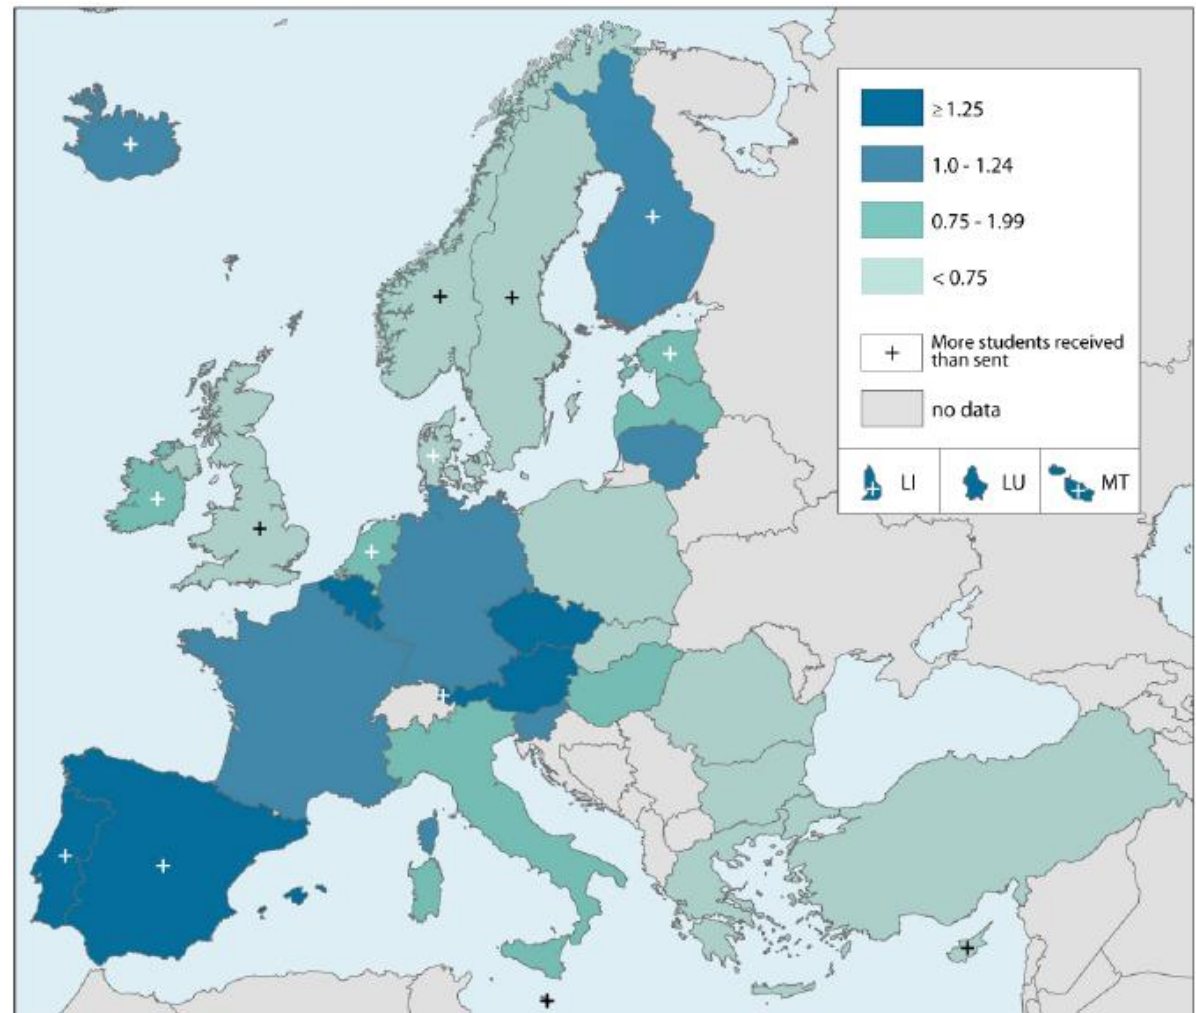 ≥ 1.25
1.0 - 1.24
0.75 - 1.99
< 0.75
+ More students received
than sent
no data
LI LU MT